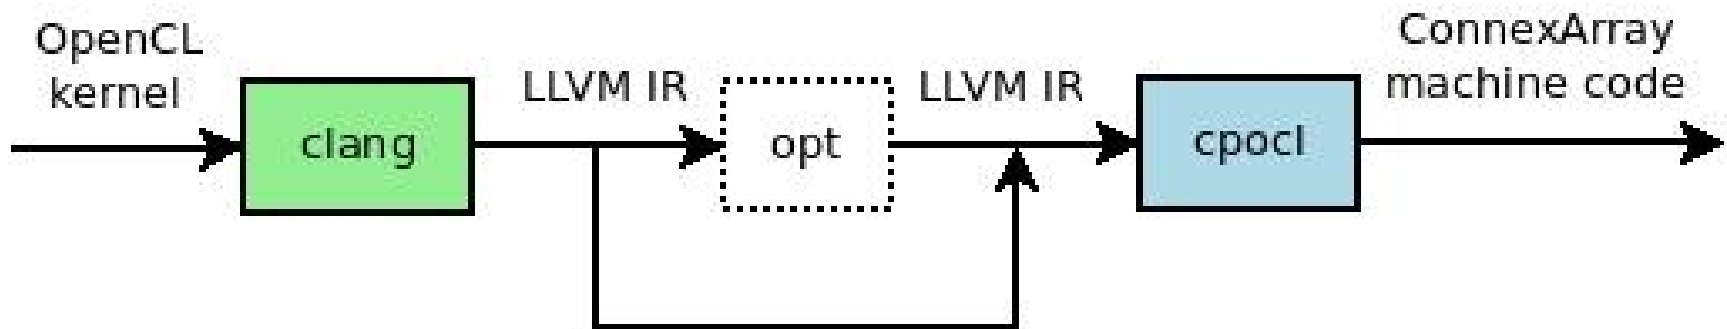 OpenCL
kernel
clang
LLVM IR
opt
LLVM IR
cpocl
ConnexArray
machine code